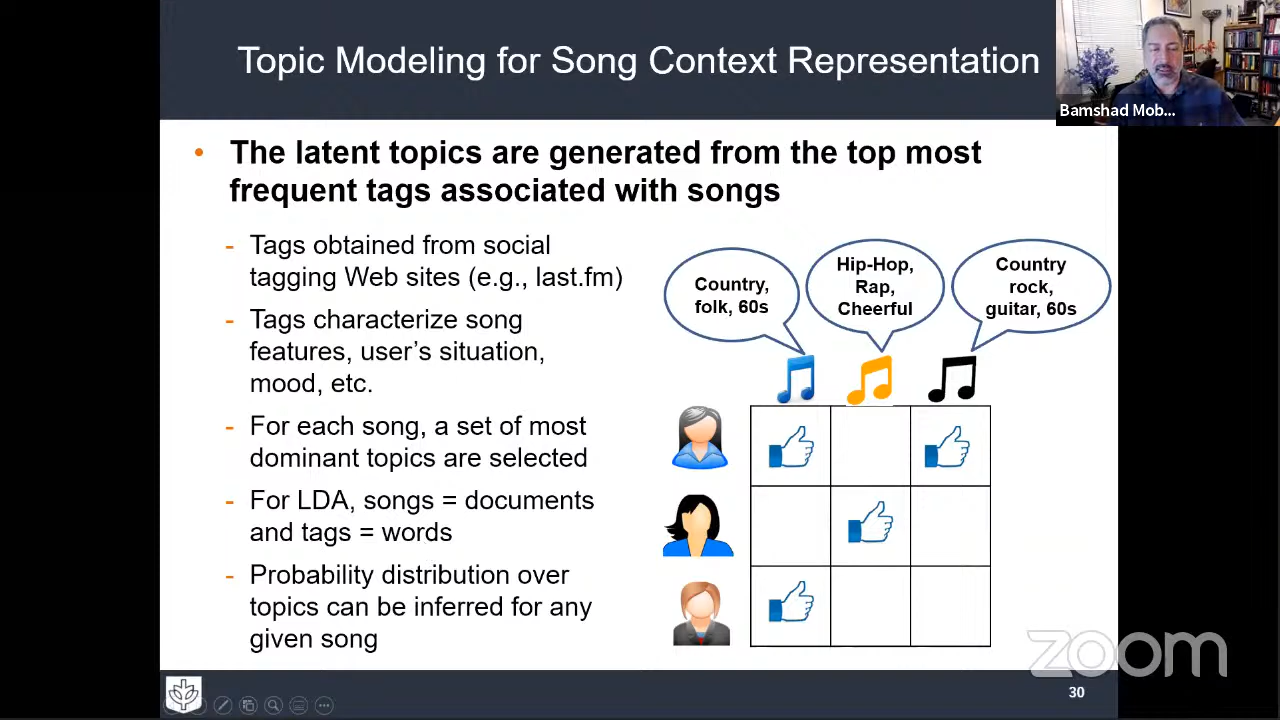 Topic Modeling for Song Context Representation
Bamshad Mob...
• The latent topics are generated from the top most
frequent tags associated with songs
- Tags obtained from social
tagging Web sites (e.g., last.fm)
- Tags characterize song
features, user’s situation,
mood, etc.
- For each song, a set of most
dominant topics are selected
- For LDA, songs = documents
and tags = words
- Probability distribution over
topics can be inferred for any
given song
Country,
folk, 60s
Hip-Hop,
Rap,
Cheerful
Country
rock,
guitar, 60s
zoom
30